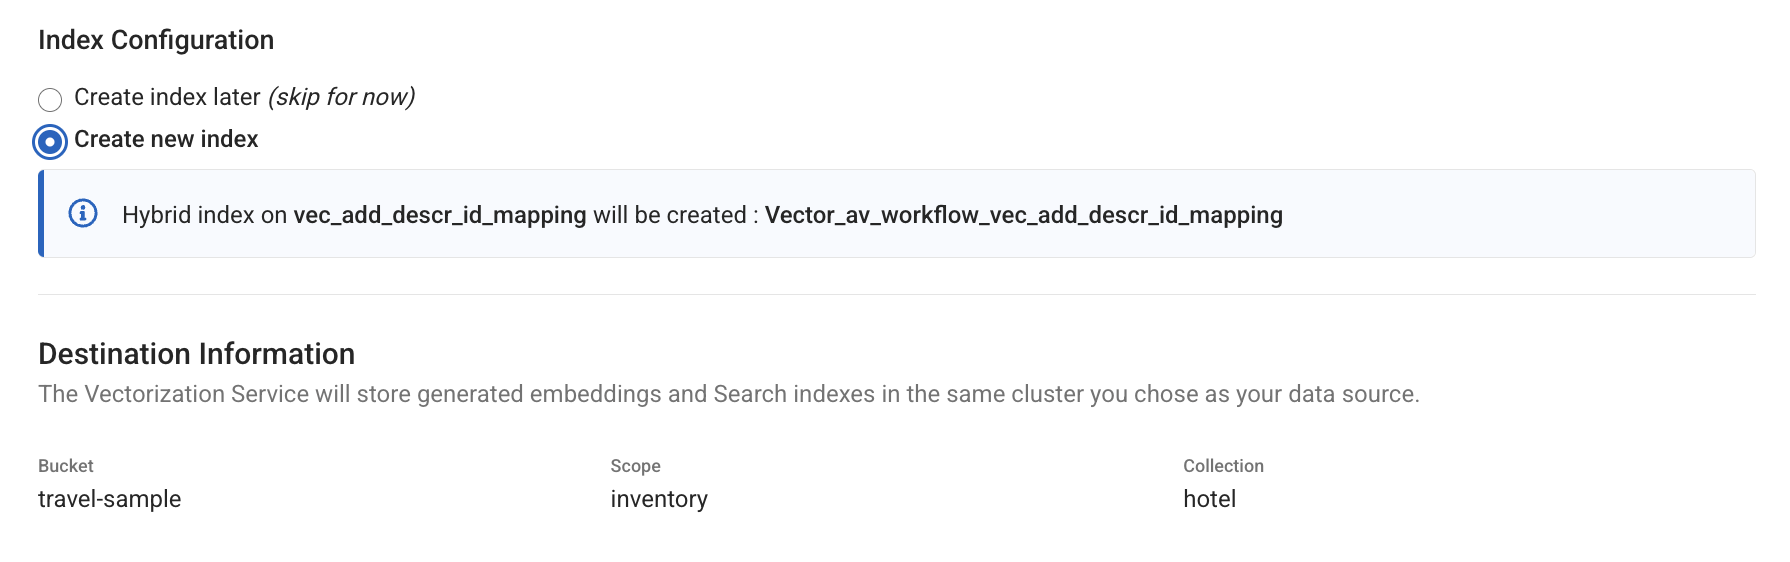 Index Configuration
Create index later (skip for now)
Create new index
Hybrid index on vec_add_descr_id_mapping will be created : Vector_av_workflow_vec_add_descr_id_mapping
Destination Information
The Vectorization Service will store generated embeddings and Search indexes in the same cluster you chose as your data source.
Bucket
travel-sample
Scope
inventory
Collection
hotel